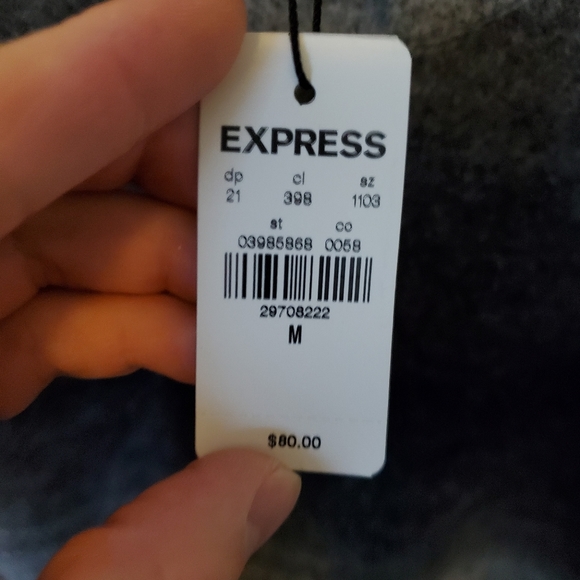 EXPRESS
dp cl sz
21 398 1103
st co
03985868 0058
29708222
M
$80.00